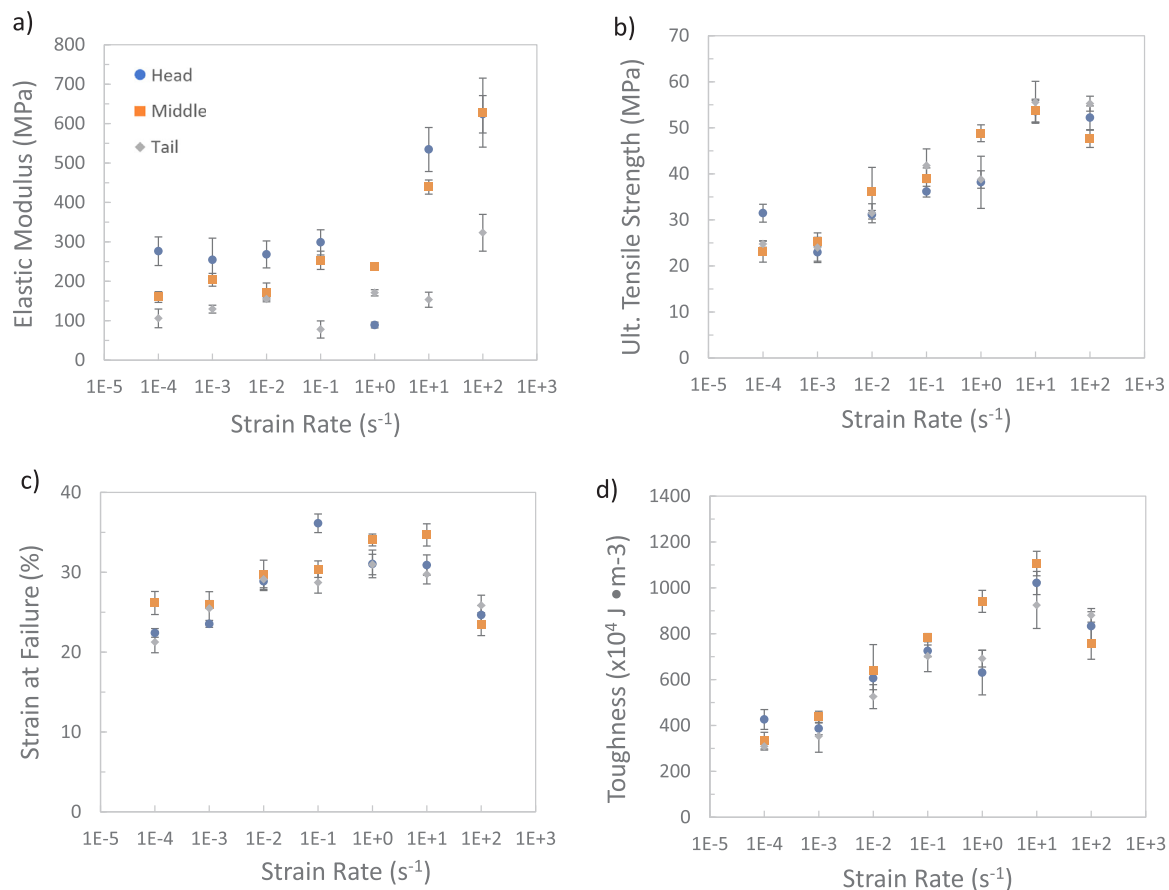 a)
Elastic Modulus (MPa)
800
700
600
500
400
300
200
100
0
Head
Middle
Tail
1E-5 1E-4 1E-3 1E-2 1E-1 1E+0 1E+1 1E+2 1E+3
Strain Rate (s⁻¹)
b)
Ult. Tensile Strength (MPa)
70
60
50
40
30
20
10
0
1E-5 1E-4 1E-3 1E-2 1E-1 1E+0 1E+1 1E+2 1E+3
Strain Rate (s⁻¹)
c)
Strain at Failure (%)
40
30
20
10
0
1E-5 1E-4 1E-3 1E-2 1E-1 1E+0 1E+1 1E+2 1E+3
Strain Rate (s⁻¹)
d)
Toughness (x10⁴ J •m-3)
1400
1200
1000
800
600
400
200
0
1E-5 1E-4 1E-3 1E-2 1E-1 1E+0 1E+1 1E+2 1E+3
Strain Rate (s⁻¹)